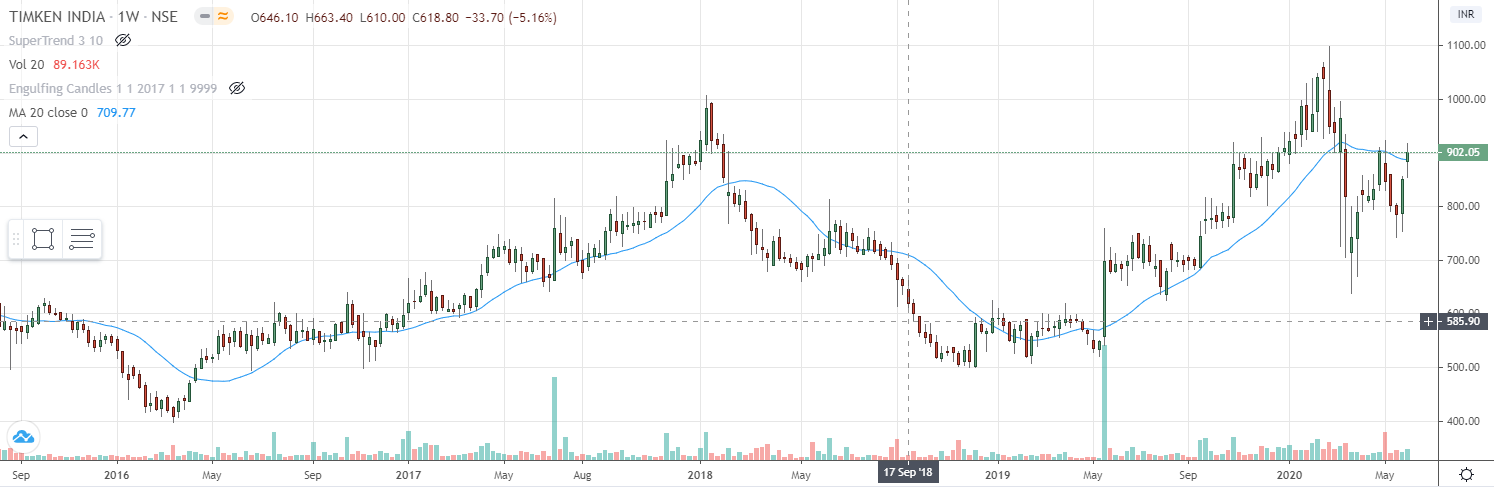 TIMKEN INDIA · 1W · NSE O646.10 H663.40 L610.00 C618.80 −33.70 (−5.16%)
INR
SuperTrend 3 10
Vol 20 89.163K
Engulfing Candles 1 1 2017 1 1 9999
MA 20 close 0 709.77
1100.00
1000.00
902.05
800.00
700.00
600.00
585.90
500.00
400.00
Sep 2016 May Sep 2017 May Aug 2018 May 17 Sep '18 2019 May Sep 2020 May